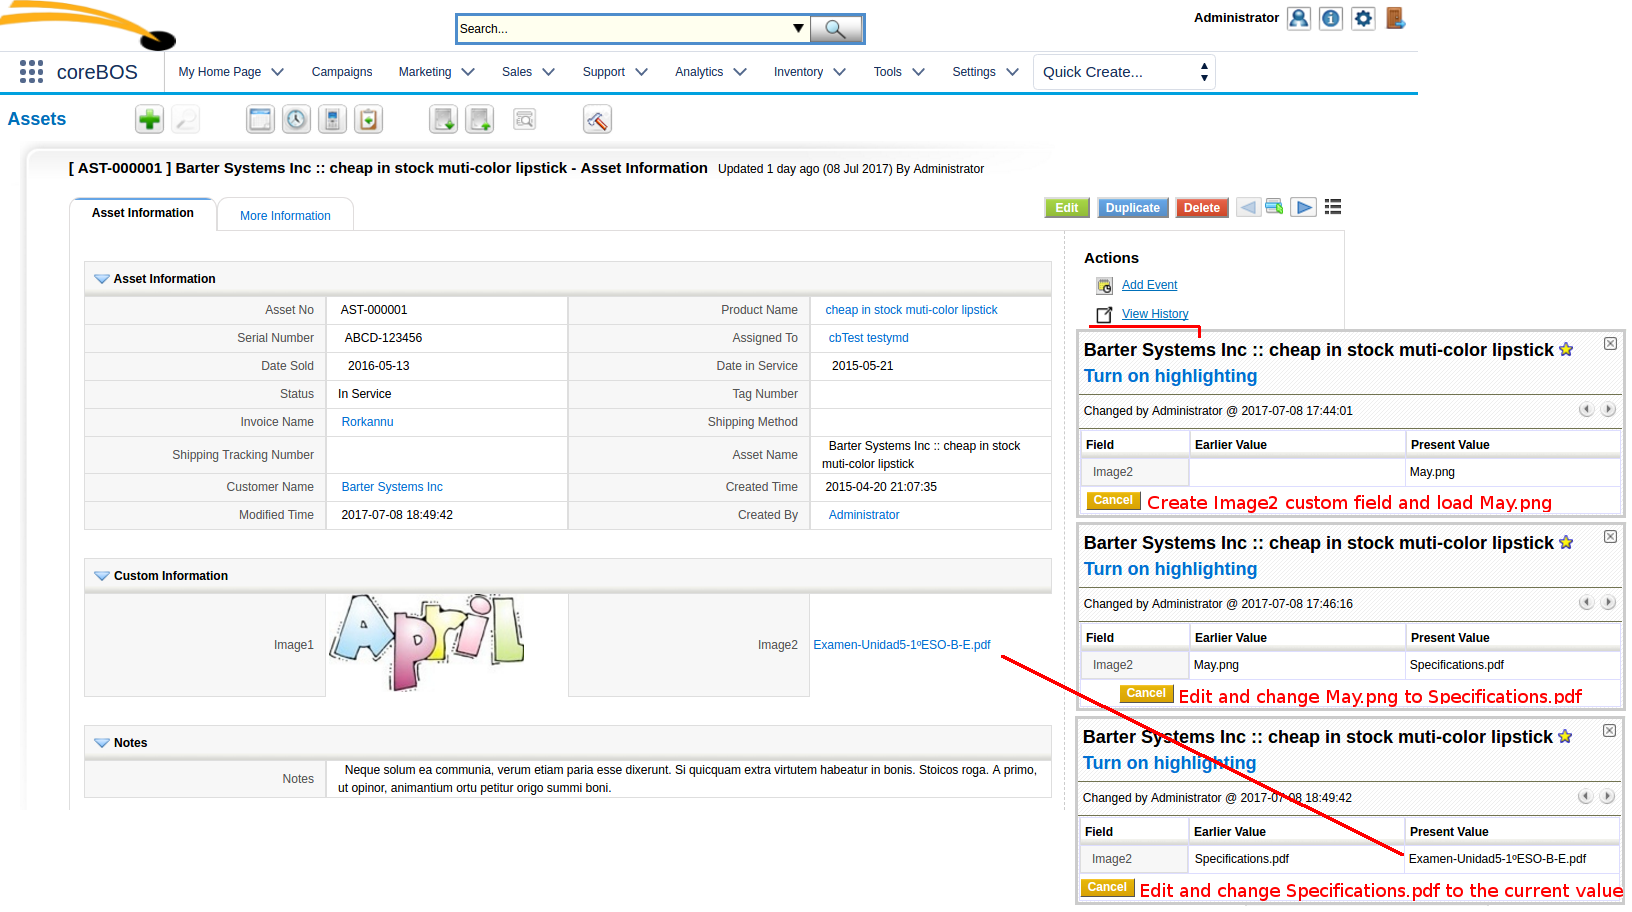 Search...
Administrator
coreBOS
My Home Page
Campaigns
Marketing
Sales
Support
Analytics
Inventory
Tools
Settings
Quick Create...
Assets
[ AST-000001 ] Barter Systems Inc :: cheap in stock muti-color lipstick - Asset Information Updated 1 day ago (08 Jul 2017) By Administrator
Asset Information
More Information
Edit
Duplicate
Delete
Asset Information
Asset No AST-000001 Product Name cheap in stock muti-color lipstick
Serial Number ABCD-123456 Assigned To cbTest testymd
Date Sold 2016-05-13 Date in Service 2015-05-21
Status In Service Tag Number
Invoice Name Rorkannu Shipping Method
Shipping Tracking Number Asset Name Barter Systems Inc :: cheap in stock
muti-color lipstick
Customer Name Barter Systems Inc Created Time 2015-04-20 21:07:35
Modified Time 2017-07-08 18:49:42 Created By Administrator
Custom Information
Image1 April Image2 Examen-Unidad5-1ºESO-B-E.pdf
Notes
Notes Neque solum ea communia, verum etiam paria esse dixerunt. Si quicquam extra virtutem habeatur in bonis. Stoicos roga. A primo,
ut opinor, animantium ortu petitur origo summi boni.
Actions
Add Event
View History
Barter Systems Inc :: cheap in stock muti-color lipstick
Turn on highlighting
Changed by Administrator @ 2017-07-08 17:44:01
Field Earlier Value Present Value
Image2 May.png
Cancel Create Image2 custom field and load May.png
Barter Systems Inc :: cheap in stock muti-color lipstick
Turn on highlighting
Changed by Administrator @ 2017-07-08 17:46:16
Field Earlier Value Present Value
Image2 May.png Specifications.pdf
Cancel Edit and change May.png to Specifications.pdf
Barter Systems Inc :: cheap in stock muti-color lipstick
Turn on highlighting
Changed by Administrator @ 2017-07-08 18:49:42
Field Earlier Value Present Value
Image2 Specifications.pdf Examen-Unidad5-1ºESO-B-E.pdf
Cancel Edit and change Specifications.pdf to the current value